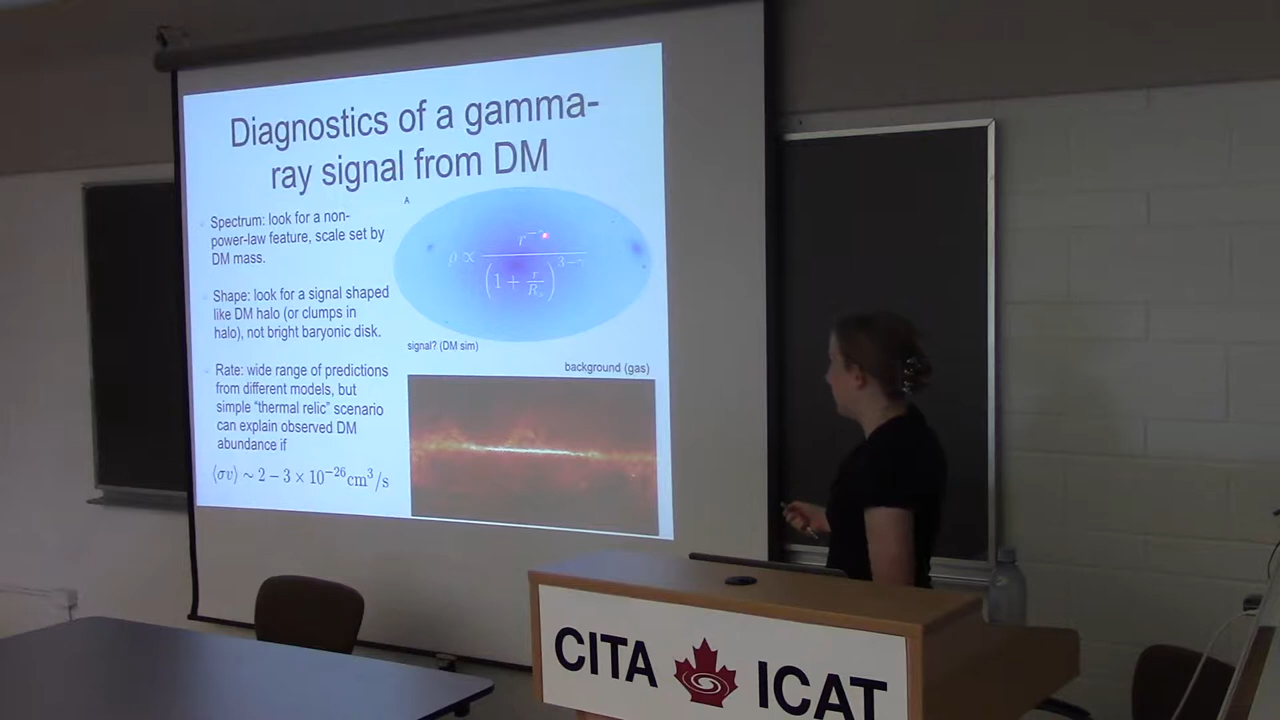 Diagnostics of a gamma-
ray signal from DM
Spectrum: look for a non-
power-law feature, scale set by
DM mass.
Shape: look for a signal shaped
like DM halo (or clumps in
halo), not bright baryonic disk.
Rate: wide range of predictions
from different models, but
simple "thermal relic" scenario
can explain observed DM
abundance if
⟨σv⟩ ~ 2 − 3 × 10⁻²⁶cm³/s
A
ρ ∝ r^−γ / (1 + r/R_s)^3−γ
signal? (DM sim)
background (gas)
CITA ICAT